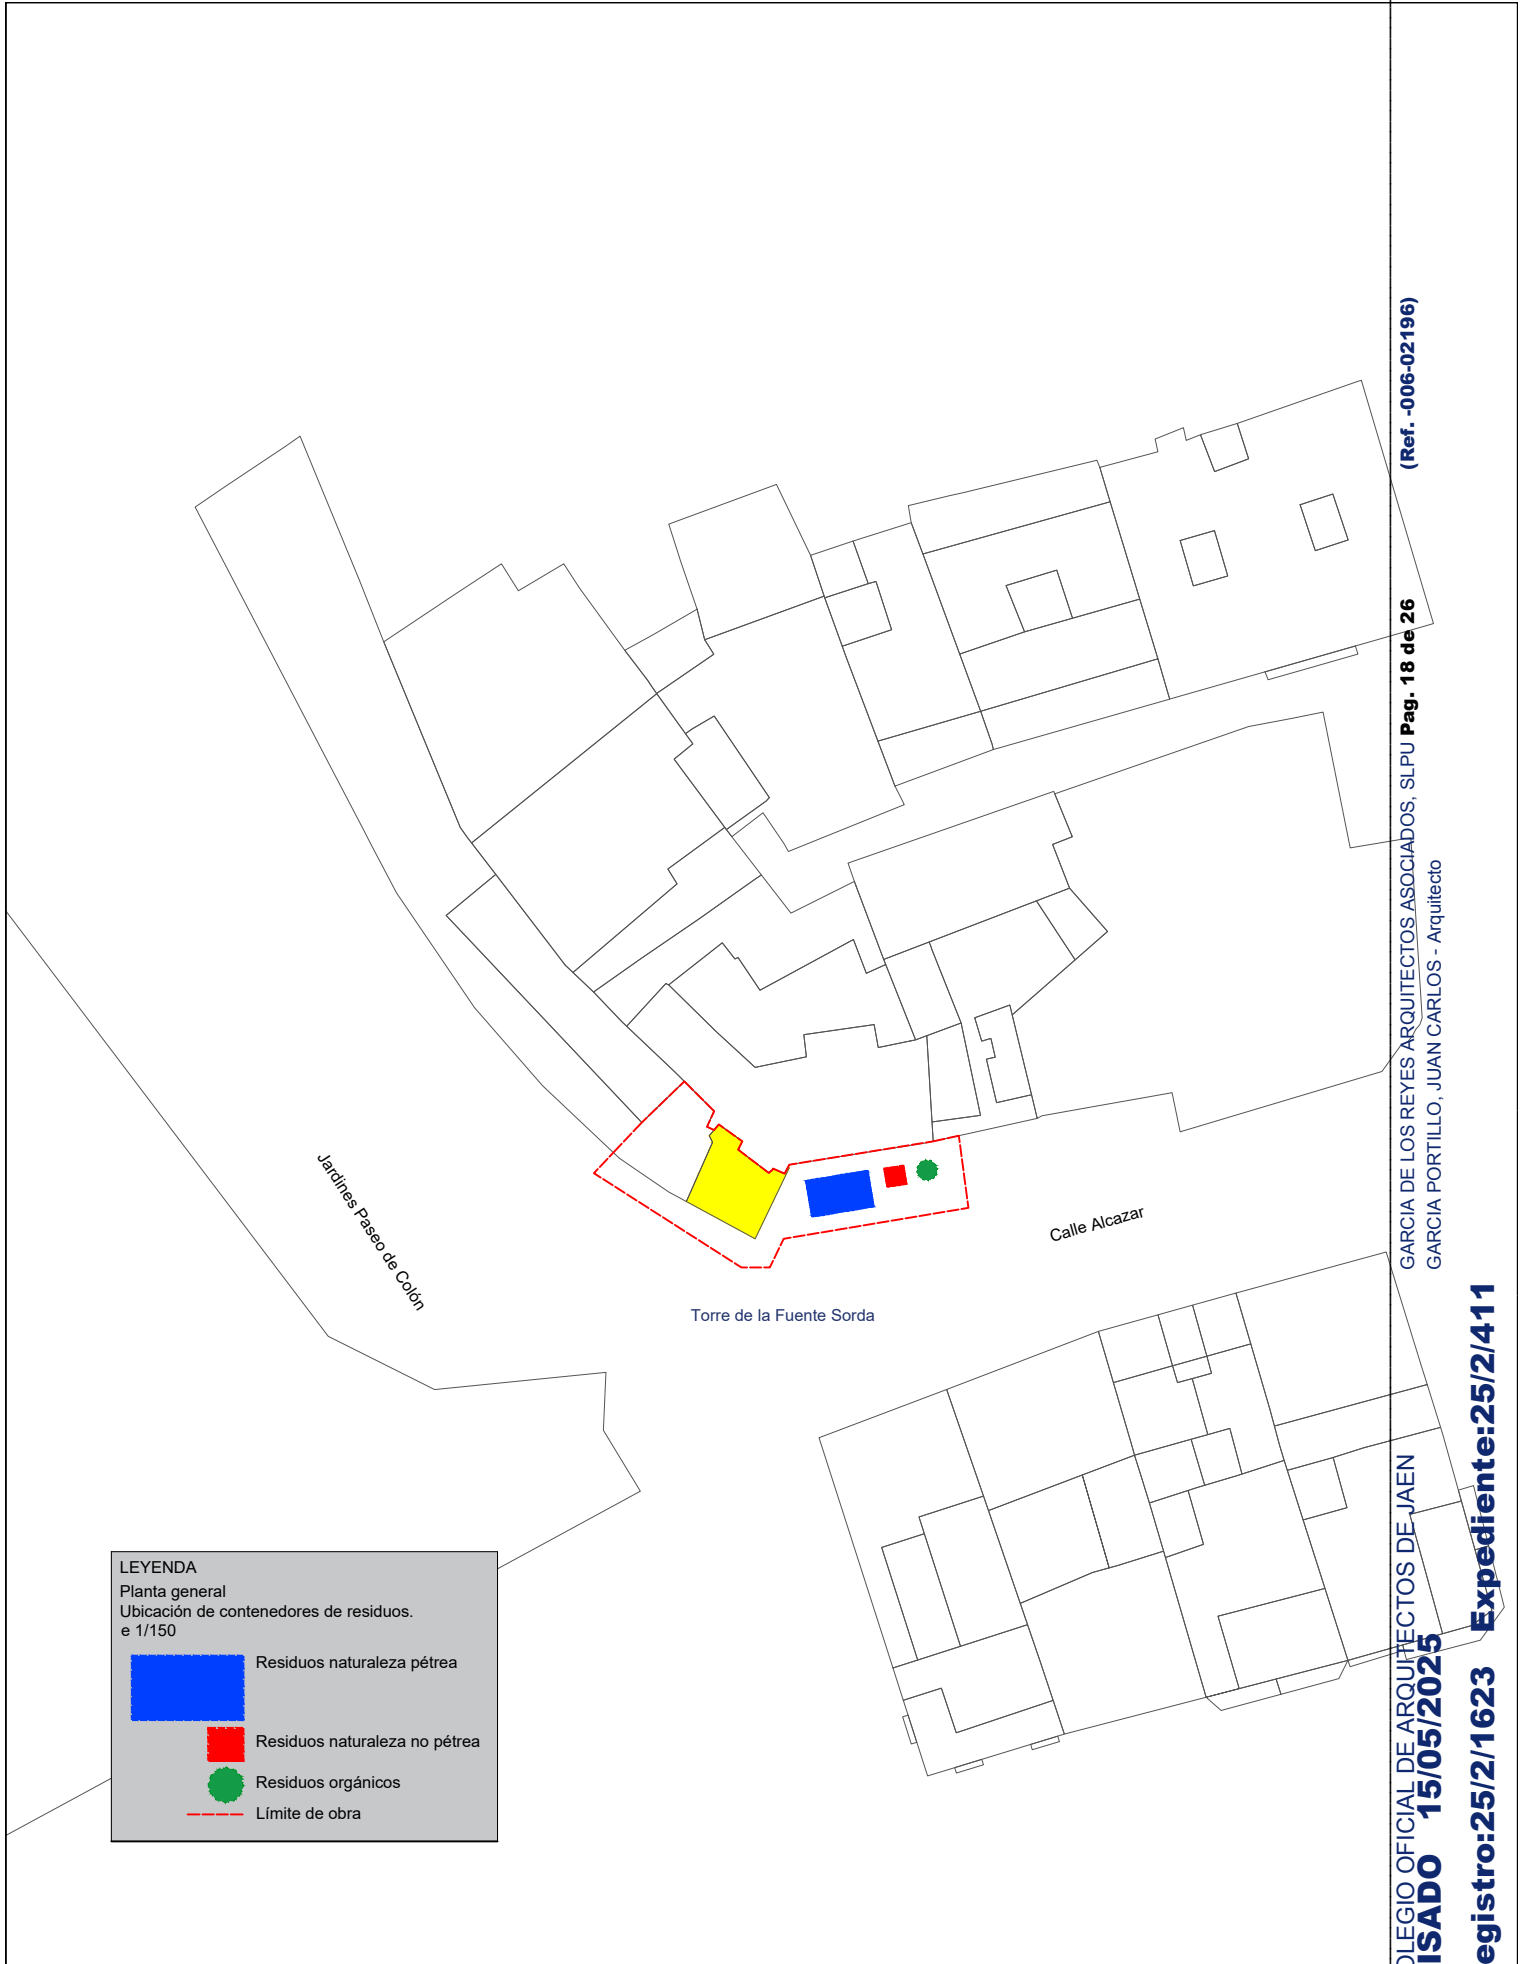 Jardines Paseo de Colón
Calle Alcazar
Torre de la Fuente Sorda
LEYENDA
Planta general
Ubicación de contenedores de residuos.
e 1/150
Residuos naturaleza pétrea
Residuos naturaleza no pétrea
Residuos orgánicos
Límite de obra
OLEGIO OFICIAL DE ARQUITECTOS DE JAEN GARCIA DE LOS REYES ARQUITECTOS ASOCIADOS, SLPU Pag. 18 de 26 (Ref. -006-02196)
ISADO 15/05/2025 GARCIA PORTILLO, JUAN CARLOS - Arquitecto
egistro:25/2/1623 Expediente:25/2/411